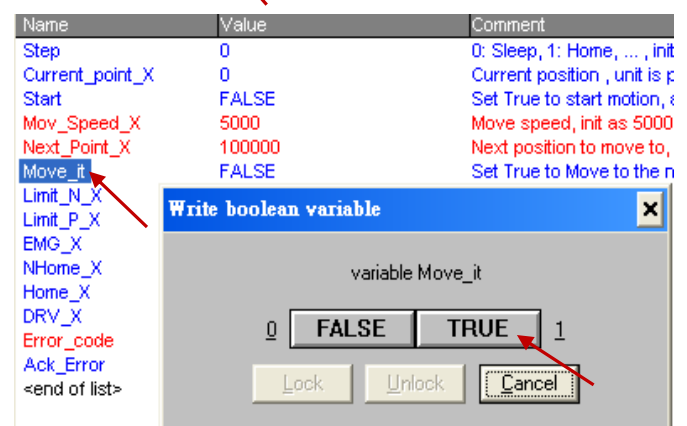 Name Value Comment
Step 0 0: Sleep, 1: Home, ... , init
Current_point_X 0 Current position , unit is
Start FALSE Set True to start motion,
Mov_Speed_X 5000 Move speed, init as 5000
Next_Point_X 100000 Next position to move to,
Move_it FALSE Set True to Move to the
Limit_N_X
Limit_P_X
EMG_X
NHome_X
Home_X
DRV_X
Error_code
Ack_Error
<end of list>
Write boolean variable
variable Move_it
0 FALSE TRUE 1
Lock Unlock Cancel